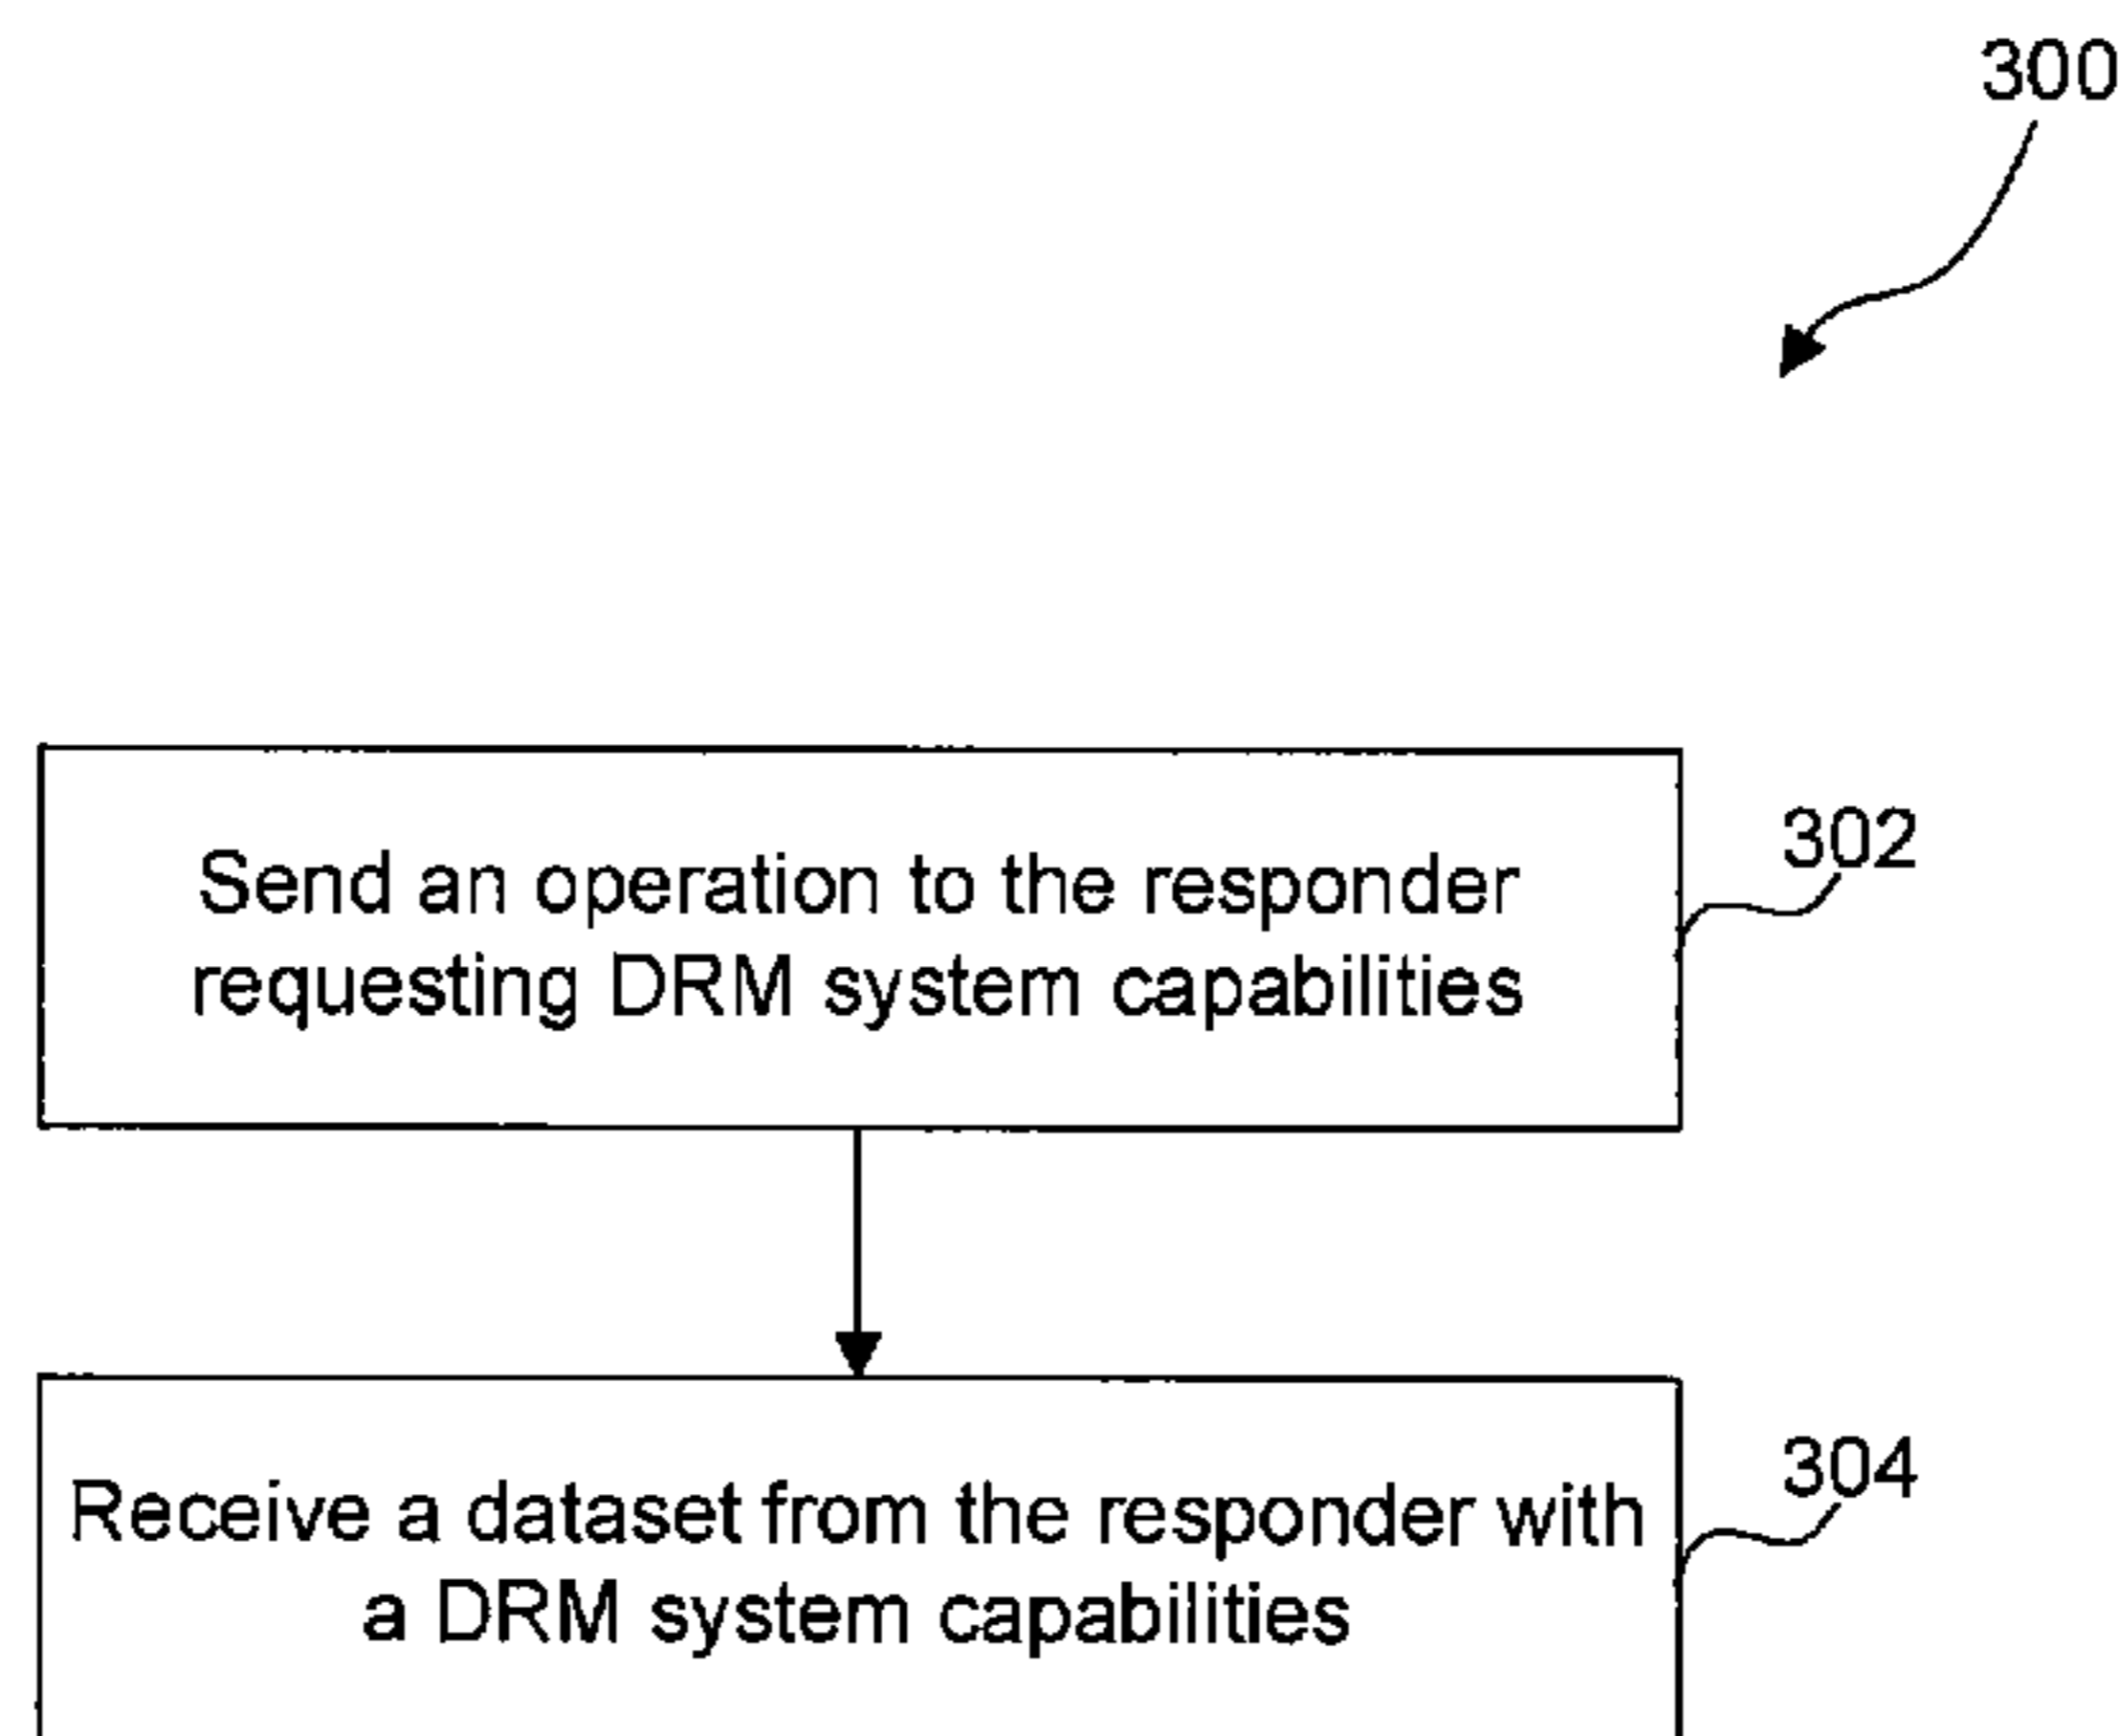 300
Send an operation to the responder
requesting DRM system capabilities
302
Receive a dataset from the responder with
a DRM system capabilities
304